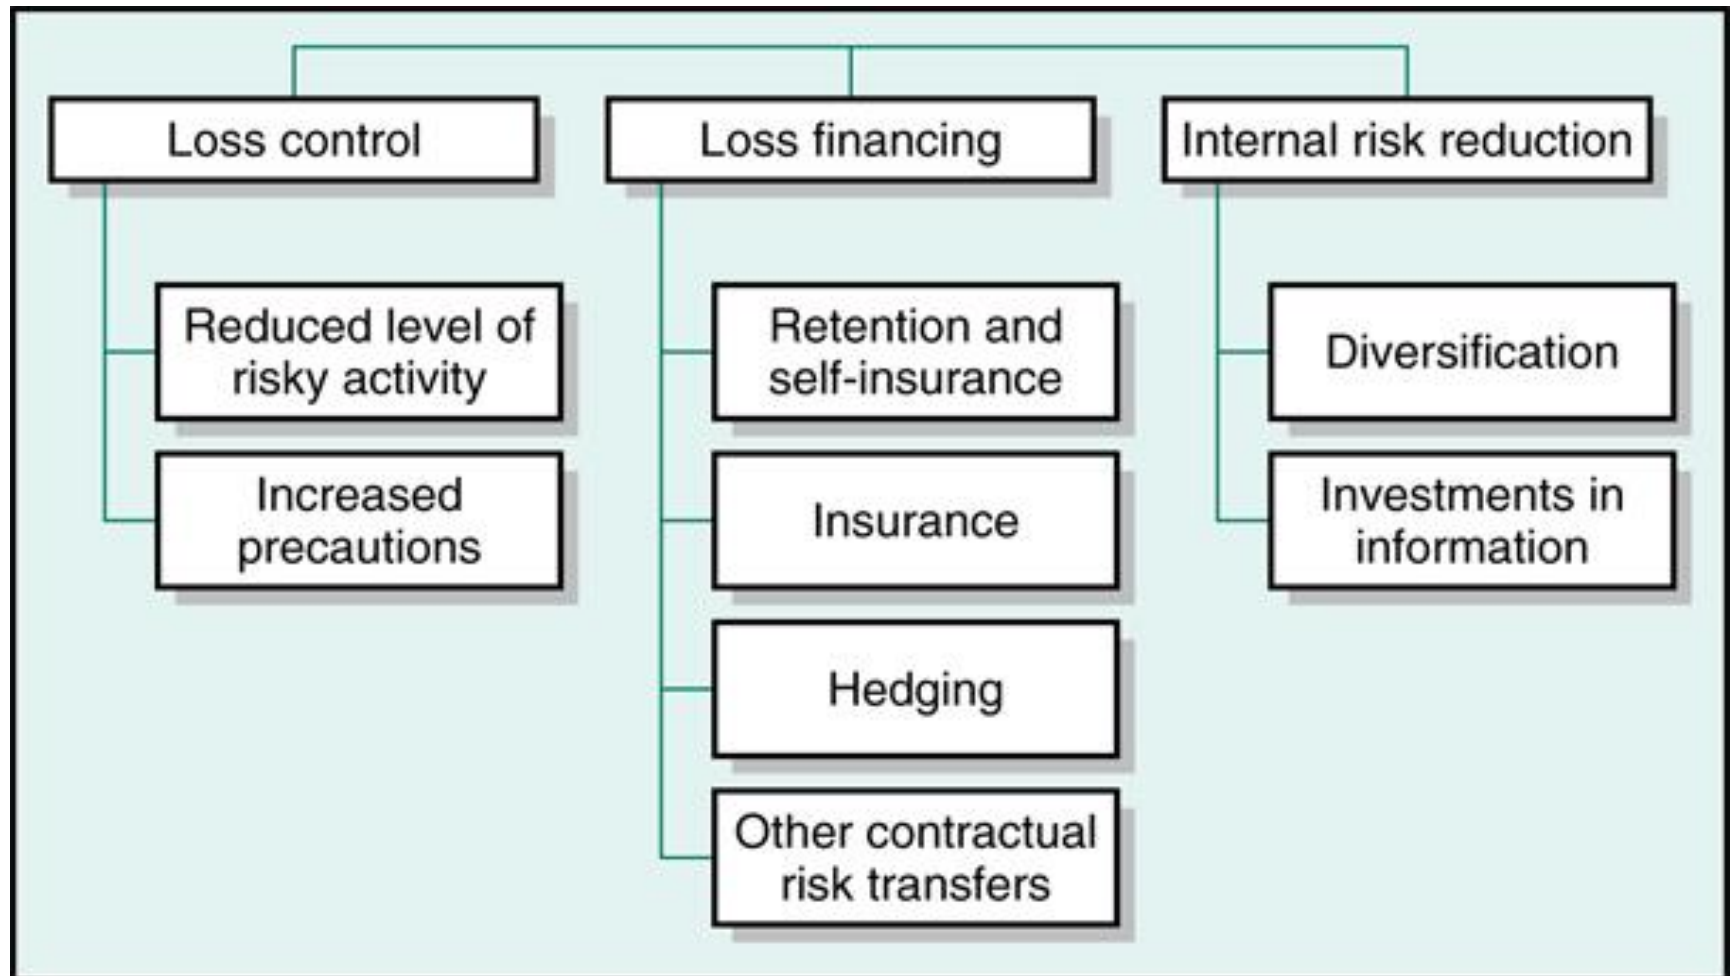 Loss control
Loss financing
Internal risk reduction
Reduced level of
risky activity
Increased
precautions
Retention and
self-insurance
Insurance
Hedging
Other contractual
risk transfers
Diversification
Investments in
information